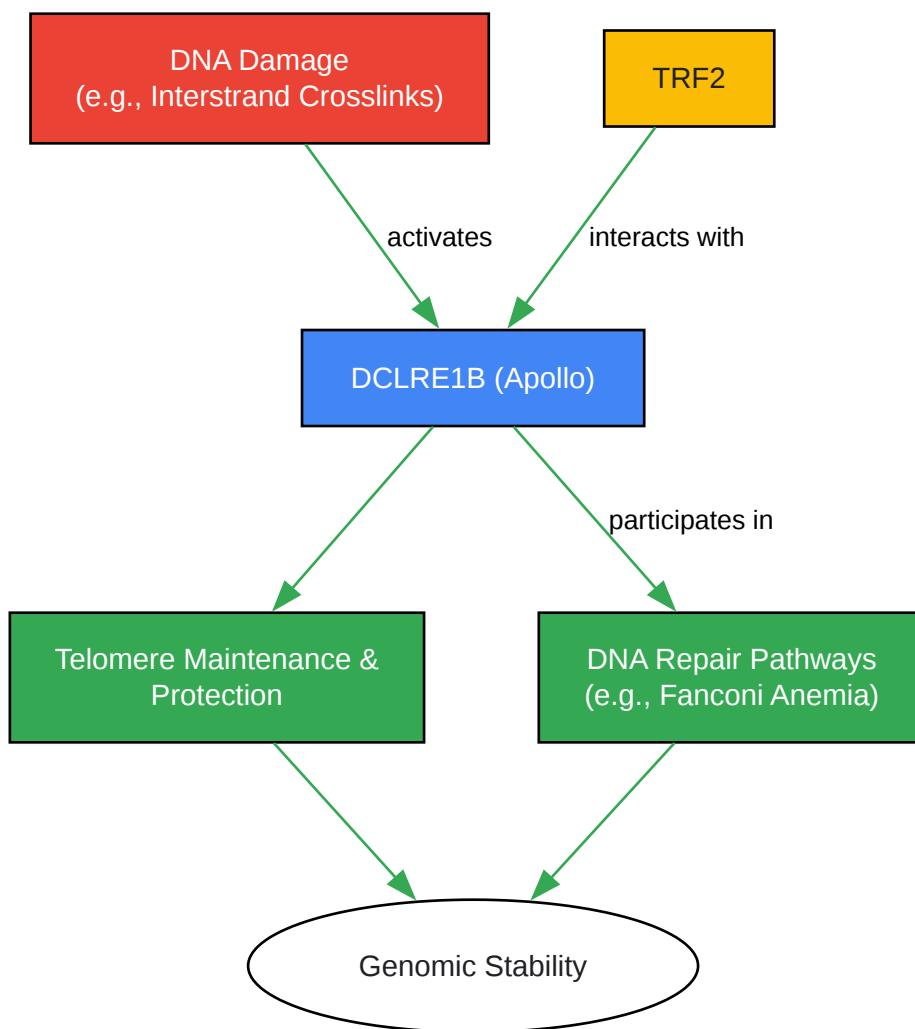 DNA Damage
(e.g., Interstrand Crosslinks)
TRF2
activates
interacts with
DCLRE1B (Apollo)
participates in
Telomere Maintenance &
Protection
DNA Repair Pathways
(e.g., Fanconi Anemia)
Genomic Stability